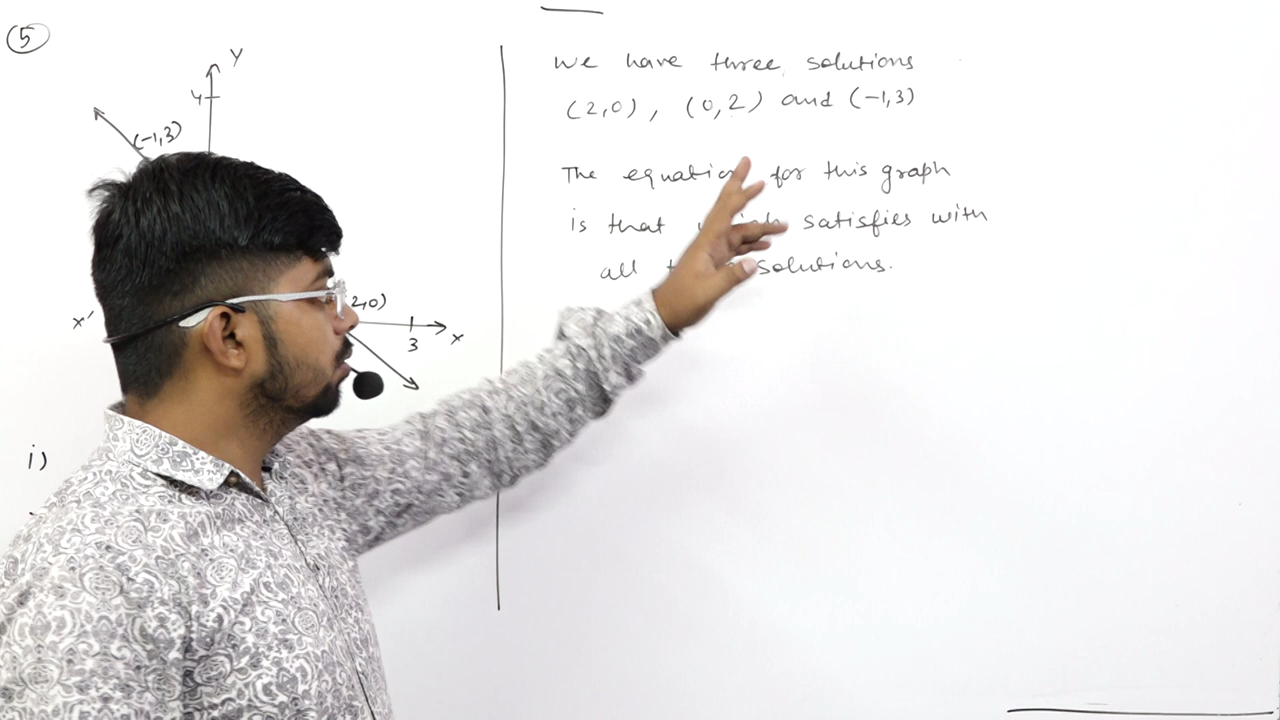 5
Y
4
(-1,3)
2,0)
X'
X
3
i)
We have three solutions
(2,0), (0,2) and (-1,3)
The equation for this graph
is that satisfies with
all solutions.